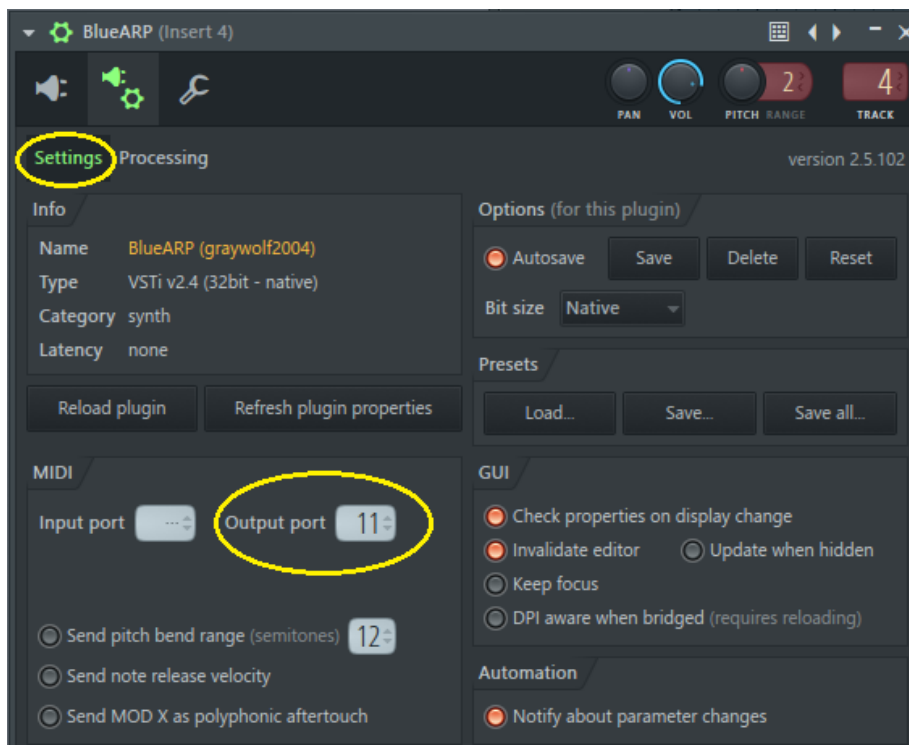 BlueARP (Insert 4)
2
4
PAN VOL PITCH RANGE TRACK
Settings Processing
version 2.5.102
Info
Name BlueARP (graywolf2004)
Type VSTi v2.4 (32bit - native)
Category synth
Latency none
Reload plugin Refresh plugin properties
MIDI
Input port --- Output port 11
Send pitch bend range (semitones) 12
Send note release velocity
Send MOD X as polyphonic aftertouch
Options (for this plugin)
Autosave Save Delete Reset
Bit size Native
Presets
Load... Save... Save all...
GUI
Check properties on display change
Invalidate editor Update when hidden
Keep focus
DPI aware when bridged (requires reloading)
Automation
Notify about parameter changes